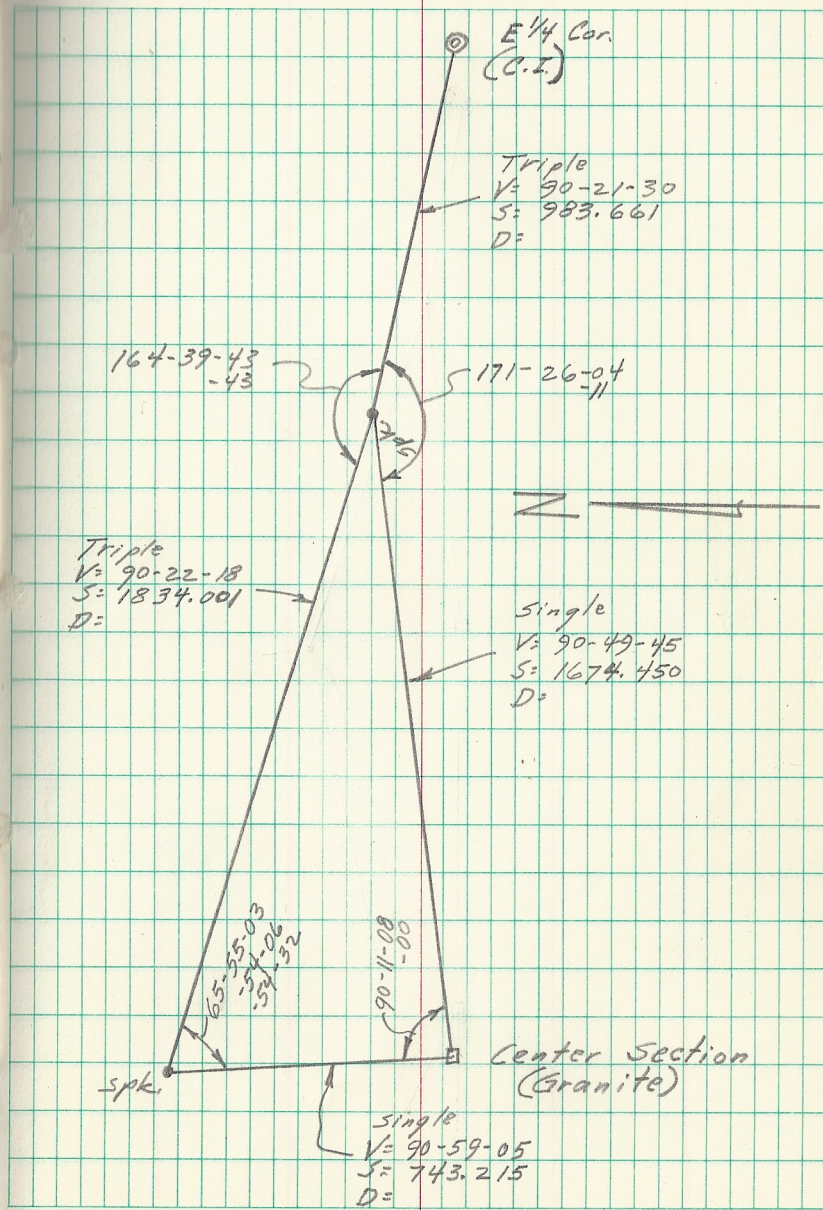 E 1/4 Cor.
(C.I.)
Triple
V= 90-21-30
S= 983.661
D=
164-39-43
-43
171-26-04
-11
spk.
N
Triple
V= 90-22-18
S= 1834.001
D=
Single
V= 90-49-45
S= 1674.450
D=
65-55-03
-54-06
-54-32
90-11-08
-00
spk.
Center Section
(Granite)
single
V= 90-59-05
S= 743.215
D=